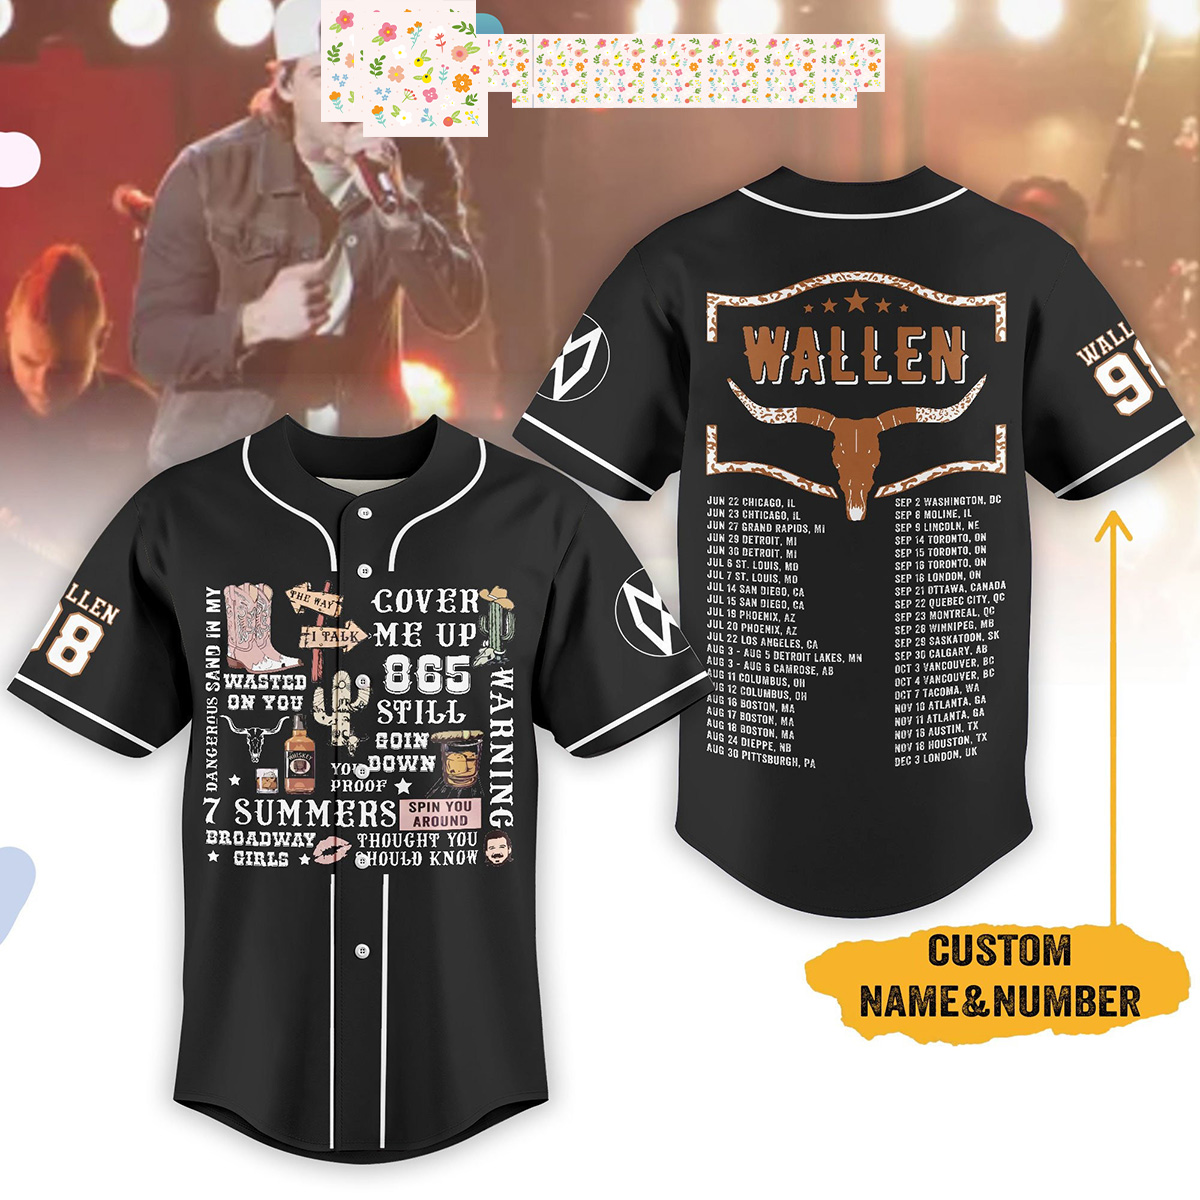 WALLEN
WALLEN
98
JUN 22 CHICAGO, IL
JUN 23 CHTICAGO, IL
JUN 27 GRAND RAPIDS, MI
JUN 29 DETROIT, MI
JUN 30 DETROIT, MI
JUL 6 ST. LOUIS, MO
JUL 7 ST. LOUIS, MO
JUL 14 SAN DIEGO, CA
JUL 15 SAN DIEGO, CA
JUL 19 PHOENIX, AZ
JUL 20 PHOENIX, AZ
JUL 22 LOS ANGELES, CA
AUG 3 - AUG 5 DETROIT LAKES, MN
AUG 3 - AUG 6 CAMROSE, AB
AUG 11 COLUMBUS, OH
AUG 12 COLUMBUS, OH
AUG 16 BOSTON, MA
AUG 17 BOSTON, MA
AUG 18 BOSTON, MA
AUG 24 DIEPPE, NB
AUG 30 PITTSBURGH, PA
SEP 2 WASHINGTON, DC
SEP 8 MOLINE, IL
SEP 9 LINCOLN, NE
SEP 14 TORONTO, ON
SEP 15 TORONTO, ON
SEP 16 TORONTO, ON
SEP 18 LONDON, ON
SEP 21 OTTAWA, CANADA
SEP 22 QUEBEC CITY, QC
SEP 23 MONTREAL, QC
SEP 28 WINNIPEG, MB
SEP 29 SASKATOON, SK
SEP 30 CALGARY, AB
OCT 3 VANCOUVER, BC
OCT 4 VANCOUVER, BC
OCT 7 TACOMA, WA
NOV 10 ATLANTA, GA
NOV 11 ATLANTA, GA
NOV 16 AUSTIN, TX
NOV 18 HOUSTON, TX
DEC 3 LONDON, UK
LLEN
98
DANGEROUS SAND IN MY
THE WAY
I TALK
WASTED
ON YOU
COVER
ME UP
865
STILL
GOIN
DOWN
WARNING
WHISKEY
YOU
PROOF
7 SUMMERS
SPIN YOU
AROUND
BROADWAY
GIRLS
THOUGHT YOU
SHOULD KNOW
CUSTOM
NAME&NUMBER